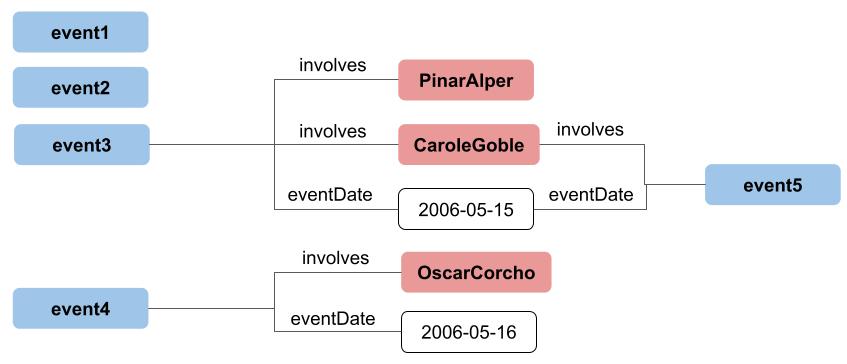 event1
event2
involves
PinarAlper
event3
involves
CaroleGoble
involves
event5
eventDate
2006-05-15
eventDate
involves
OscarCorcho
event4
eventDate
2006-05-16